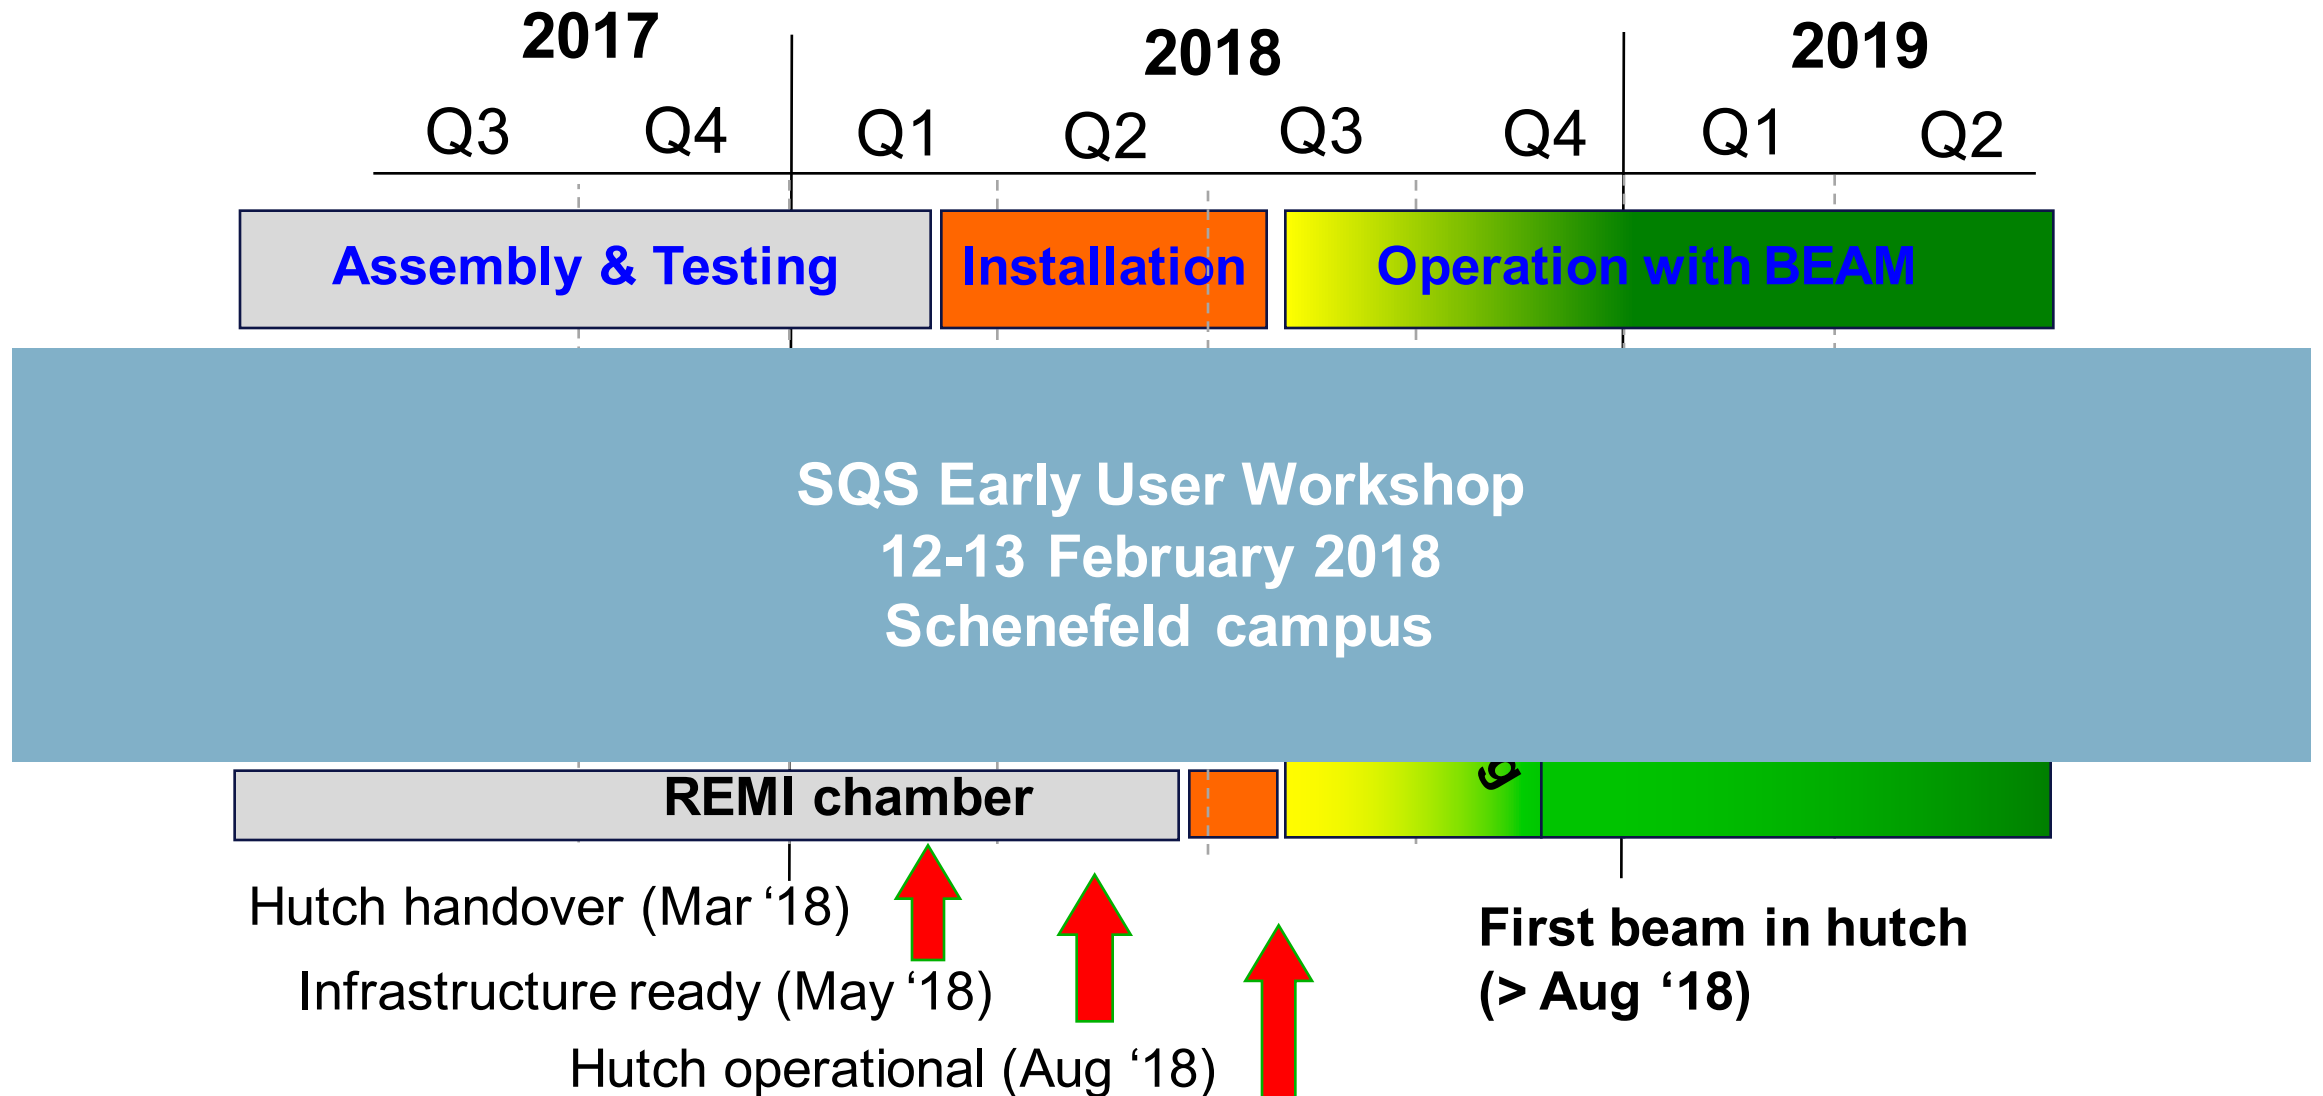 2017 2018 2019
Q3 Q4 Q1 Q2 Q3 Q4 Q1 Q2
Assembly & Testing Installation Operation with BEAM
SQS Early User Workshop
12-13 February 2018
Schenefeld campus
g
REMI chamber
Hutch handover (Mar ‘18)
Infrastructure ready (May ‘18)
Hutch operational (Aug ‘18)
First beam in hutch
(> Aug ‘18)